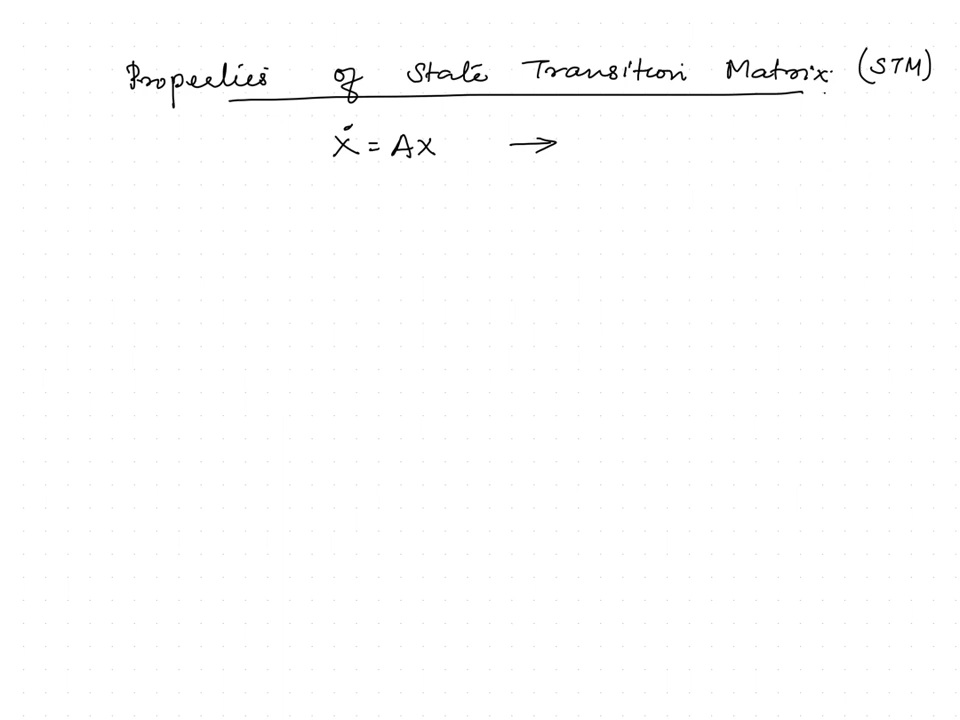 Properties of State Transition Matrix (STM)
Ẋ = AX →